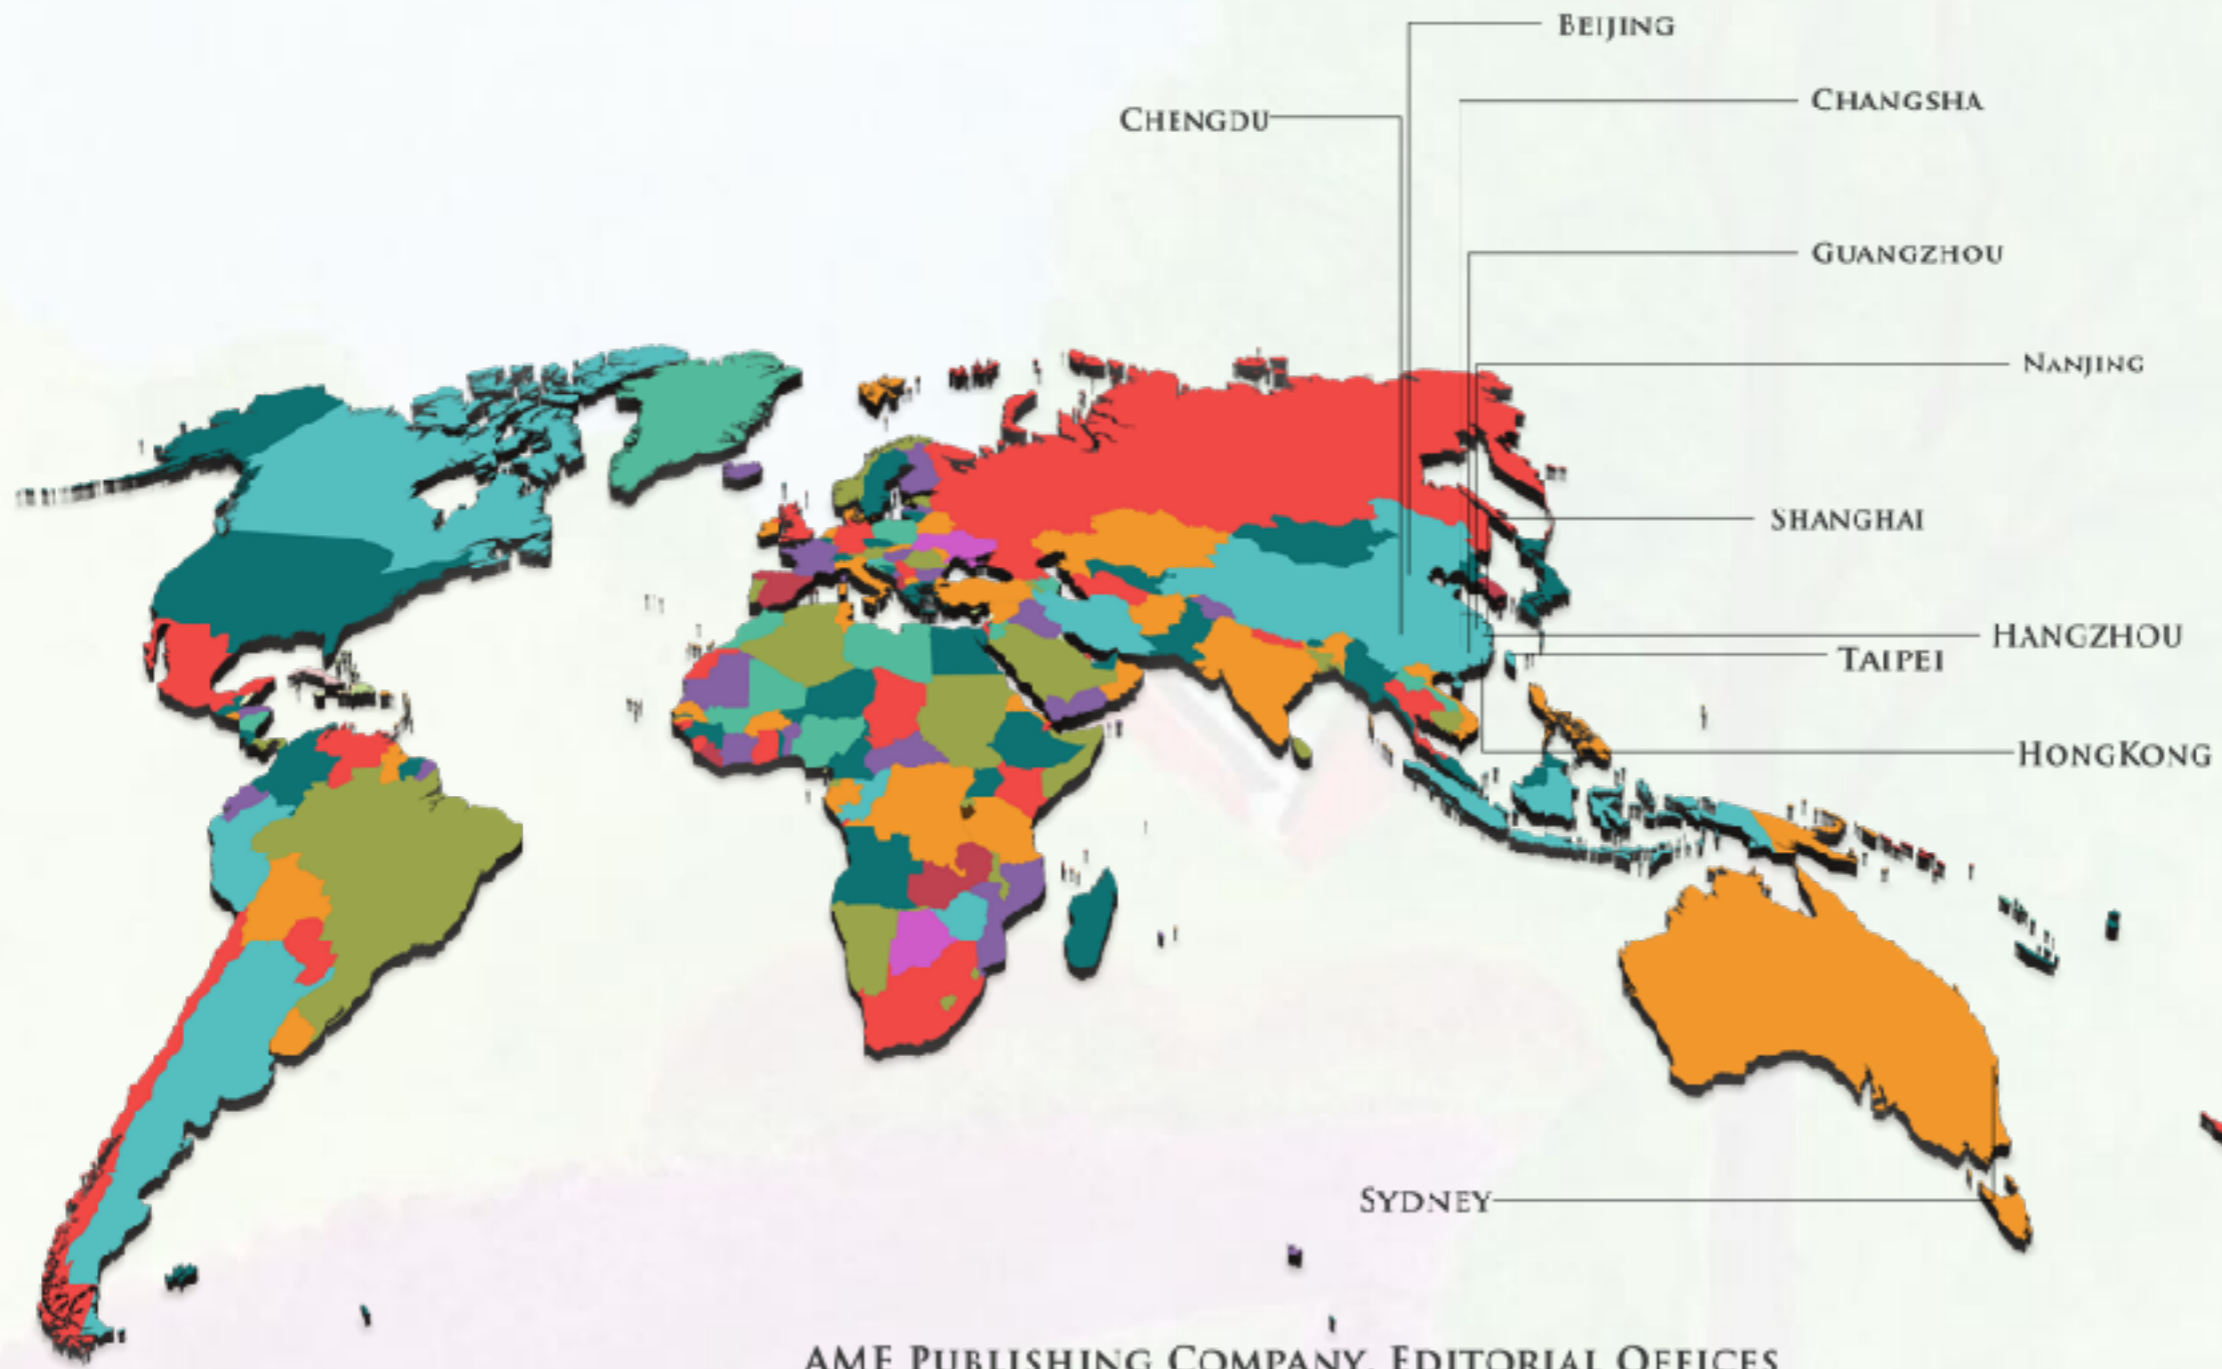 BEIJING
CHANGSHA
CHENGDU
GUANGZHOU
NANJING
SHANGHAI
HANGZHOU
TAIPEI
HONGKONG
SYDNEY
AME PUBLISHING COMPANY, EDITORIAL OFFICES